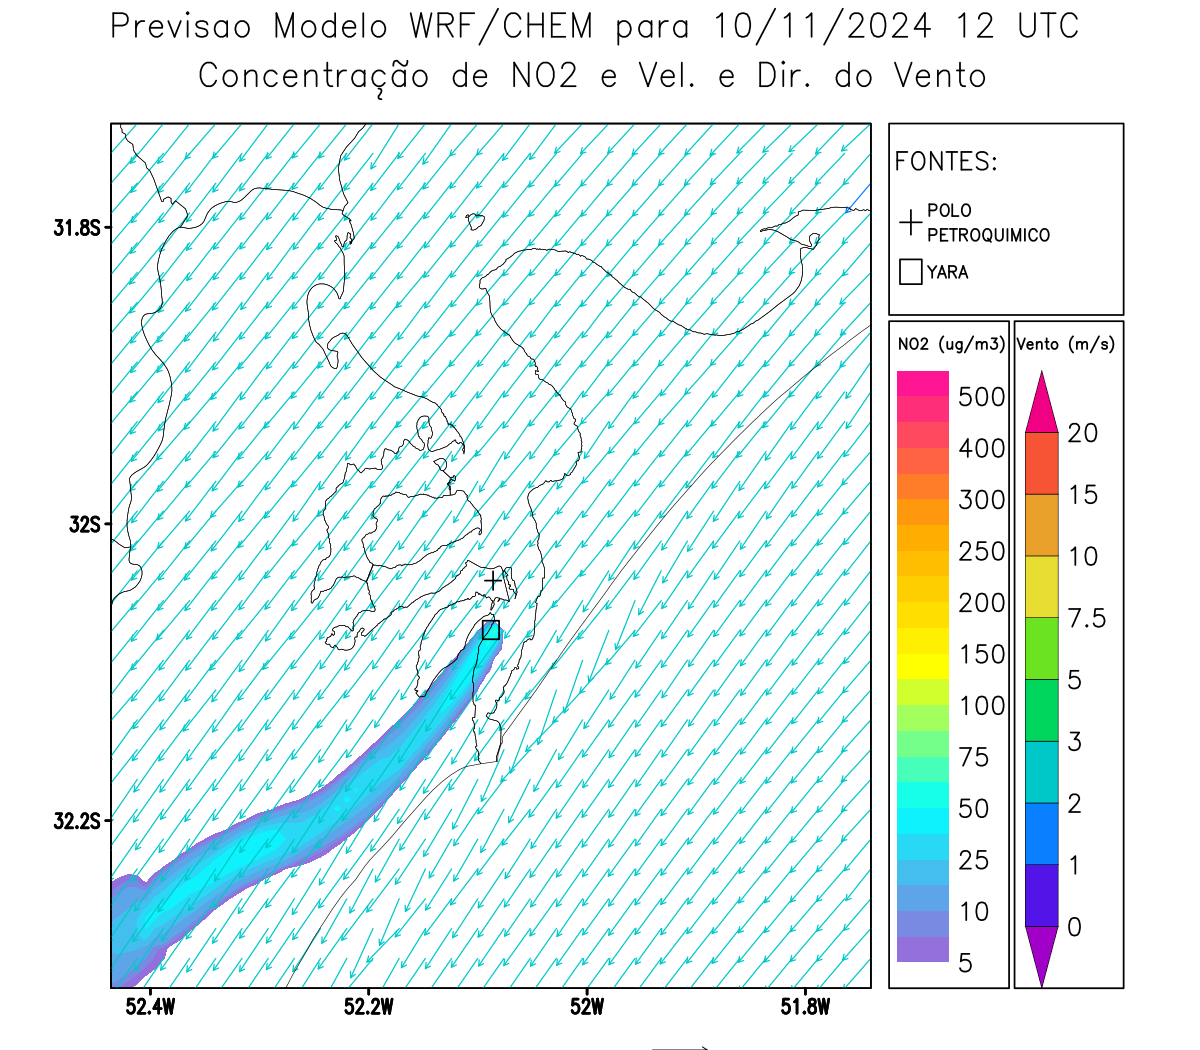 Previsao Modelo WRF/CHEM para 10/11/2024 12 UTC
Concentração de NO2 e Vel. e Dir. do Vento
FONTES:
POLO
PETROQUIMICO
YARA
NO2 (ug/m3)
500
400
300
250
200
150
100
75
50
25
10
5
Vento (m/s)
20
15
10
7.5
5
3
2
1
0
31.8S
32S
32.2S
52.4W 52.2W 52W 51.8W